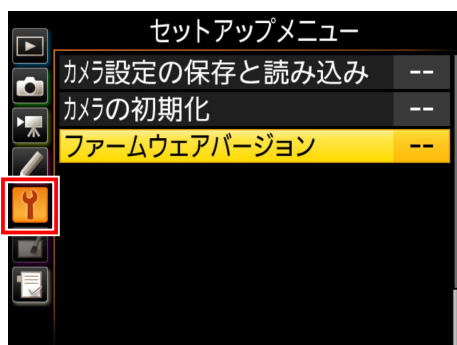 セットアップメニュー
カメラ設定の保存と読み込み --
カメラの初期化 --
ファームウェアバージョン --